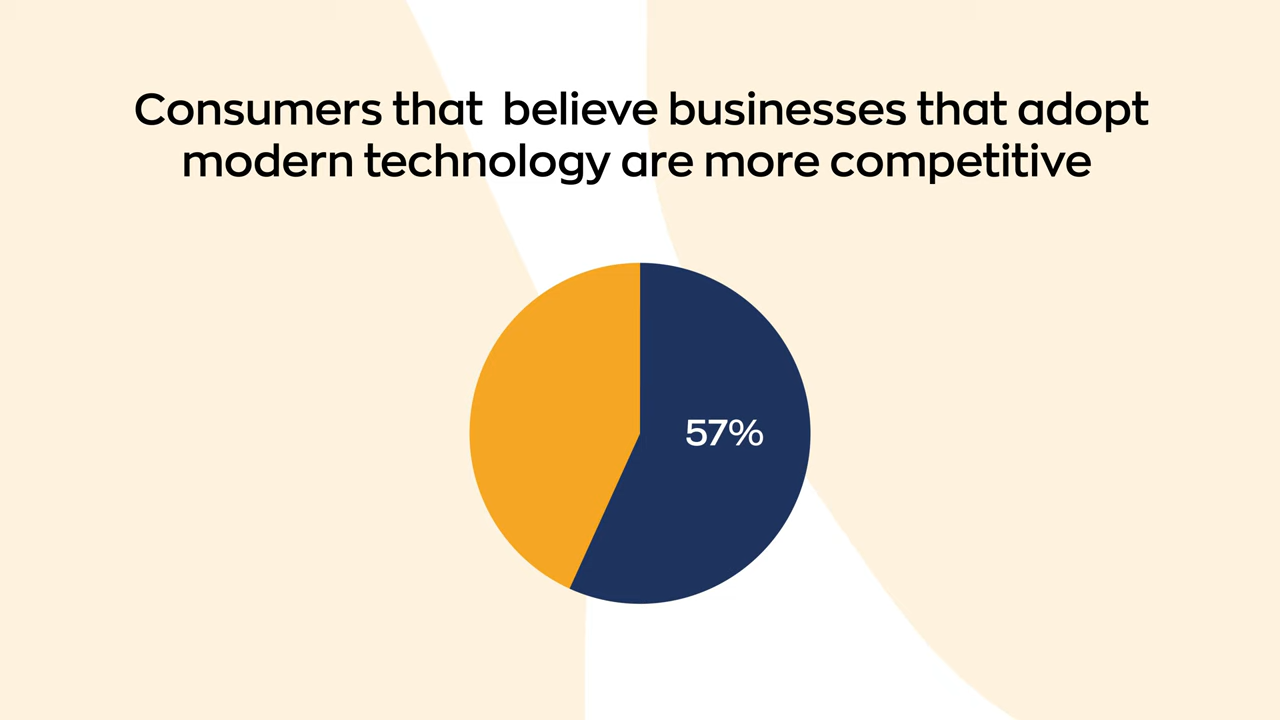 Consumers that believe businesses that adopt
modern technology are more competitive
57%